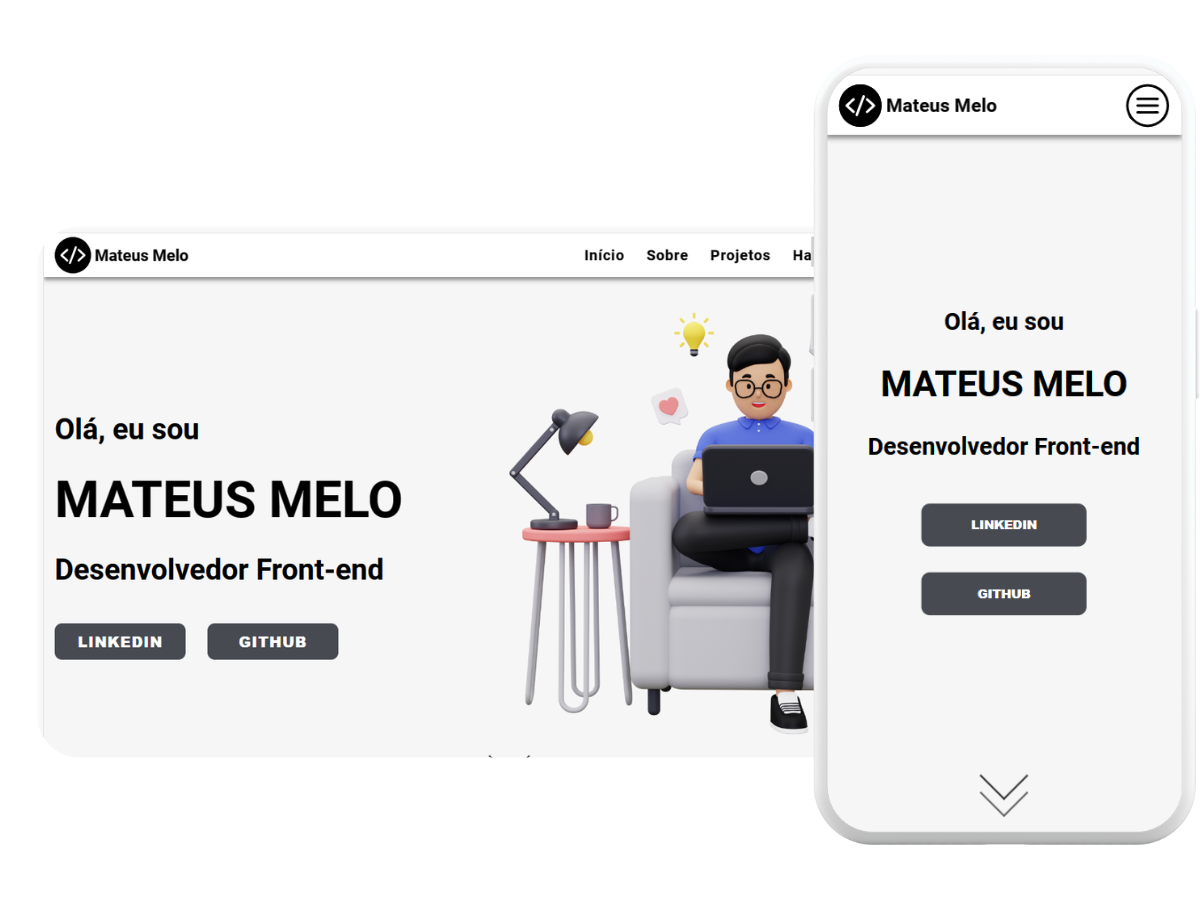 Mateus Melo
Início Sobre Projetos Ha
Olá, eu sou
MATEUS MELO
Desenvolvedor Front-end
LINKEDIN GITHUB
Mateus Melo
Olá, eu sou
MATEUS MELO
Desenvolvedor Front-end
LINKEDIN
GITHUB